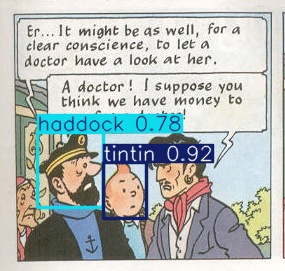 Er... It might be as well, for a
clear conscience, to let a
doctor have a look at her.
A doctor! I suppose you
think we have money to
haddock 0.78
tintin 0.92